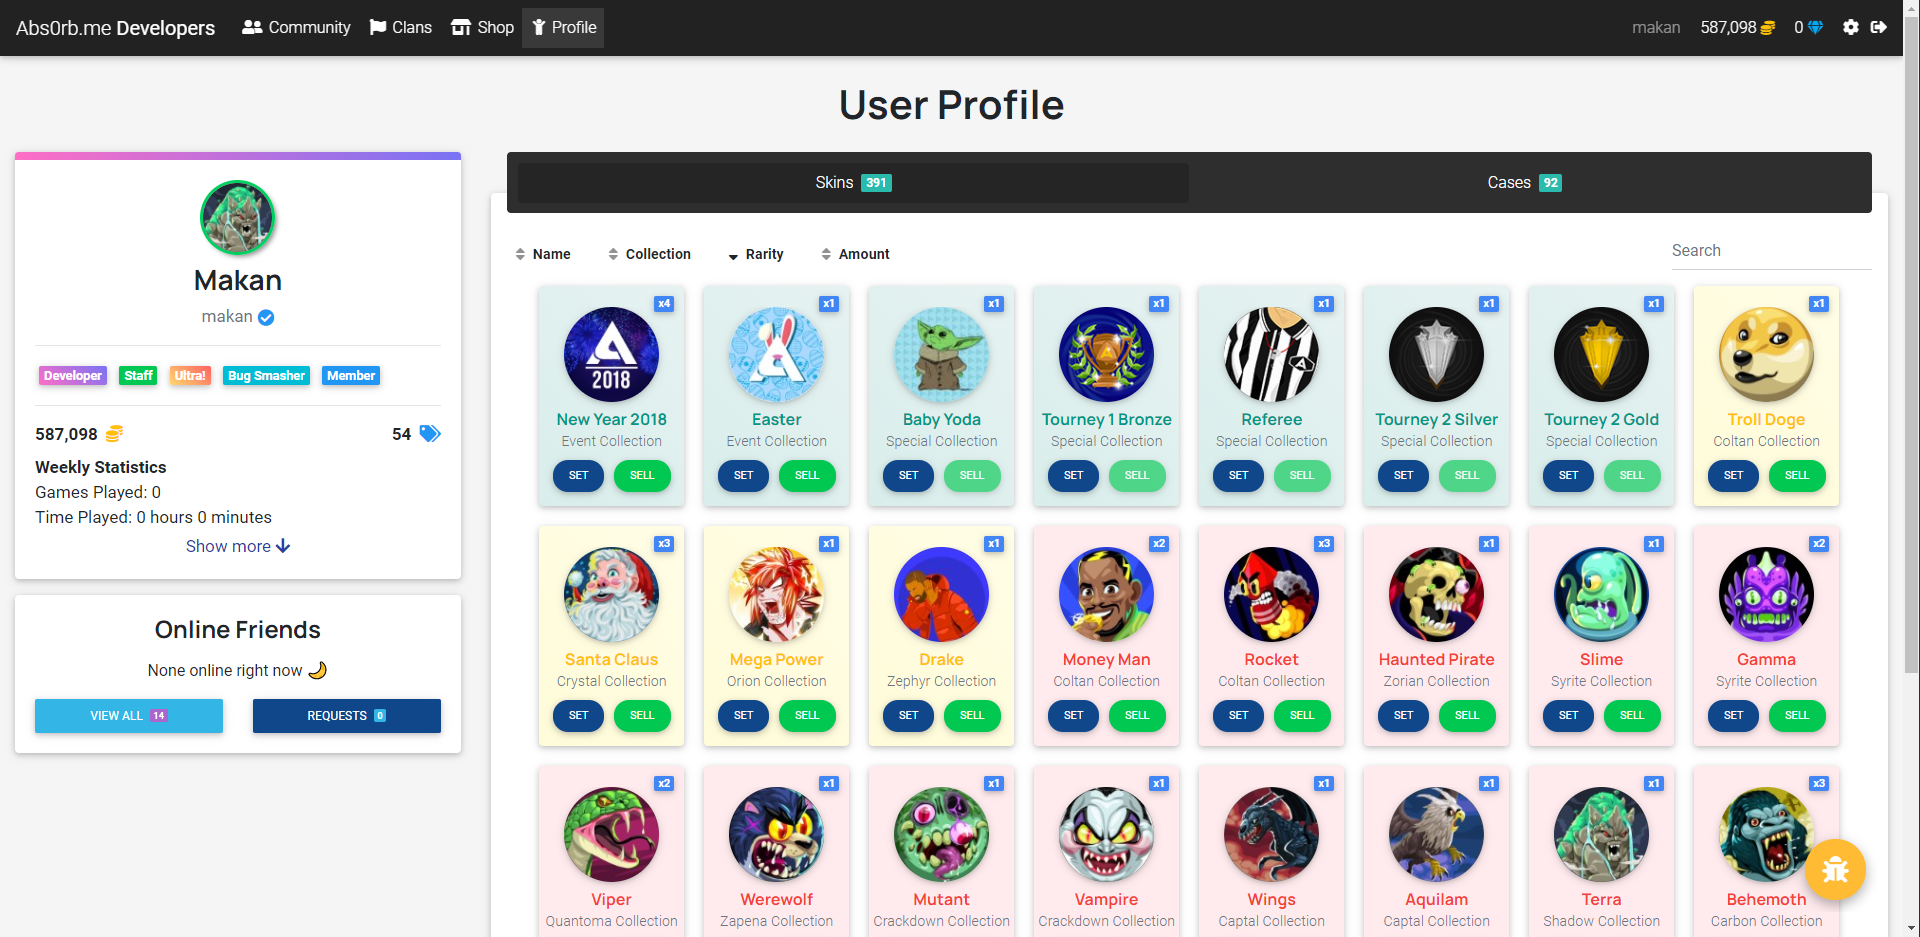 Abs0rb.me Developers Community Clans Shop Profile makan 587,098 0
User Profile
Makan
makan
Developer Staff Ultra! Bug Smasher Member
587,098 54
Weekly Statistics
Games Played: 0
Time Played: 0 hours 0 minutes
Show more
Online Friends
None online right now
VIEW ALL 14 REQUESTS 0
Skins 391 Cases 92
Name Collection Rarity Amount Search
x4 x1 x1 x1 x1 x1 x1 x1
2018
New Year 2018 Easter Baby Yoda Tourney 1 Bronze Referee Tourney 2 Silver Tourney 2 Gold Troll Doge
Event Collection Event Collection Special Collection Special Collection Special Collection Special Collection Special Collection Coltan Collection
SET SELL SET SELL SET SELL SET SELL SET SELL SET SELL SET SELL SET SELL
x3 x1 x1 x2 x3 x1 x1 x2
Santa Claus Mega Power Drake Money Man Rocket Haunted Pirate Slime Gamma
Crystal Collection Orion Collection Zephyr Collection Coltan Collection Coltan Collection Zorian Collection Syrite Collection Syrite Collection
SET SELL SET SELL SET SELL SET SELL SET SELL SET SELL SET SELL SET SELL
x2 x1 x1 x1 x1 x1 x1 x3
Viper Werewolf Mutant Vampire Wings Aquilam Terra Behemoth
Quantoma Collection Zapena Collection Crackdown Collection Crackdown Collection Captal Collection Captal Collection Shadow Collection Carbon Collection